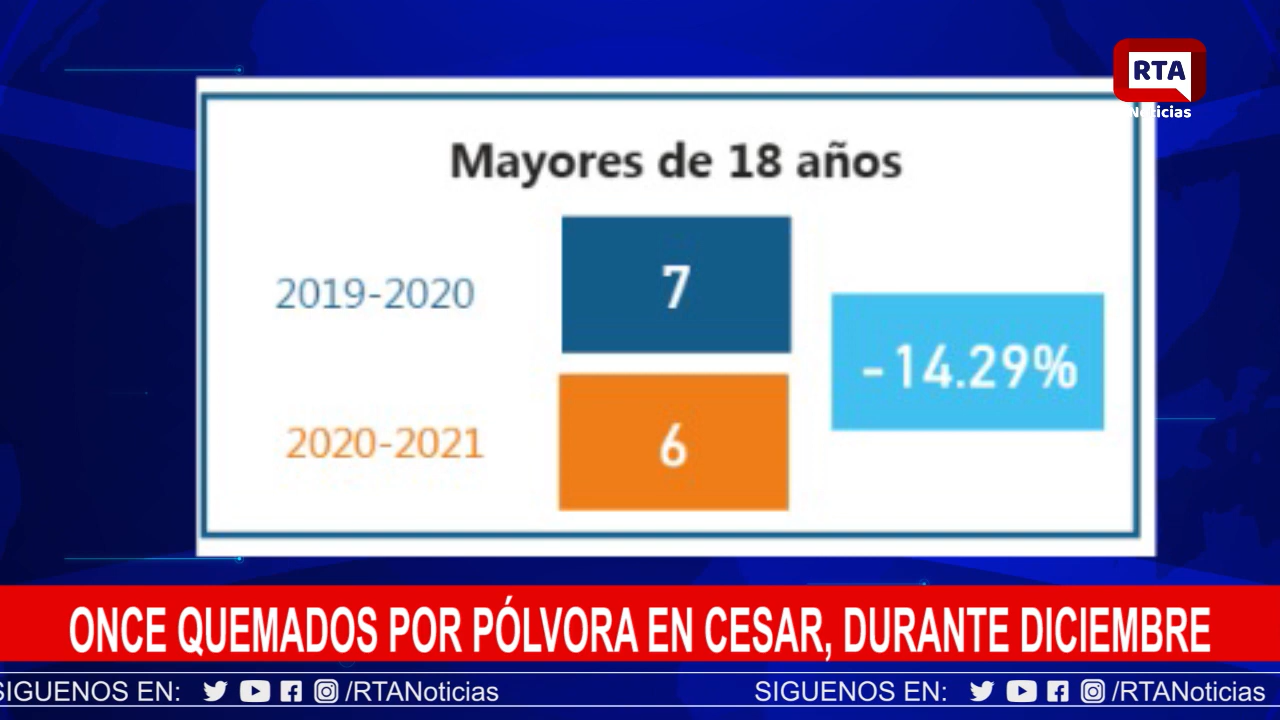 RTA
Noticias
Mayores de 18 años
2019-2020
7
-14.29%
2020-2021
6
ONCE QUEMADOS POR PÓLVORA EN CESAR, DURANTE DICIEMBRE
SIGUENOS EN: /RTANoticias SIGUENOS EN: /RTANoticias